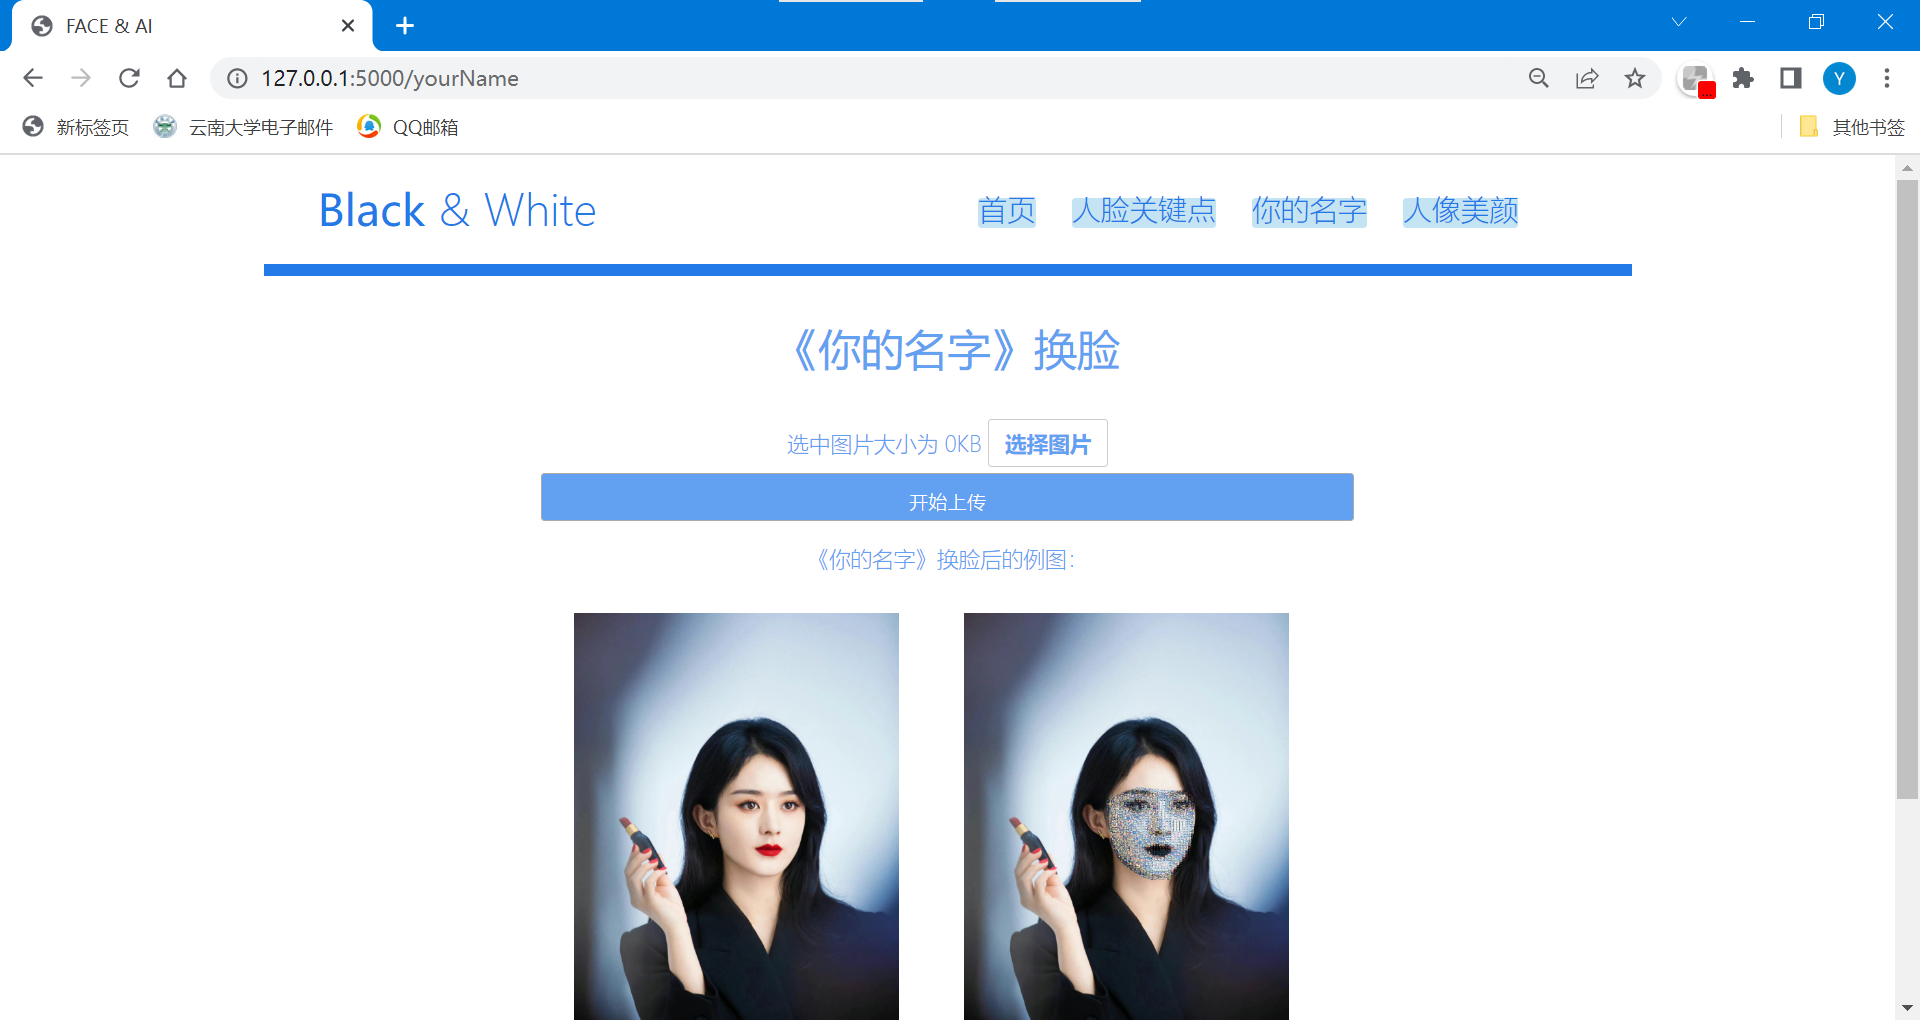 FACE & AI
127.0.0.1:5000/yourName
Y
新标签页
云南大学电子邮件
QQ邮箱
其他书签
Black & White
首页
人脸关键点
你的名字
人像美颜
《你的名字》换脸
选中图片大小为 0KB
选择图片
开始上传
《你的名字》换脸后的例图：